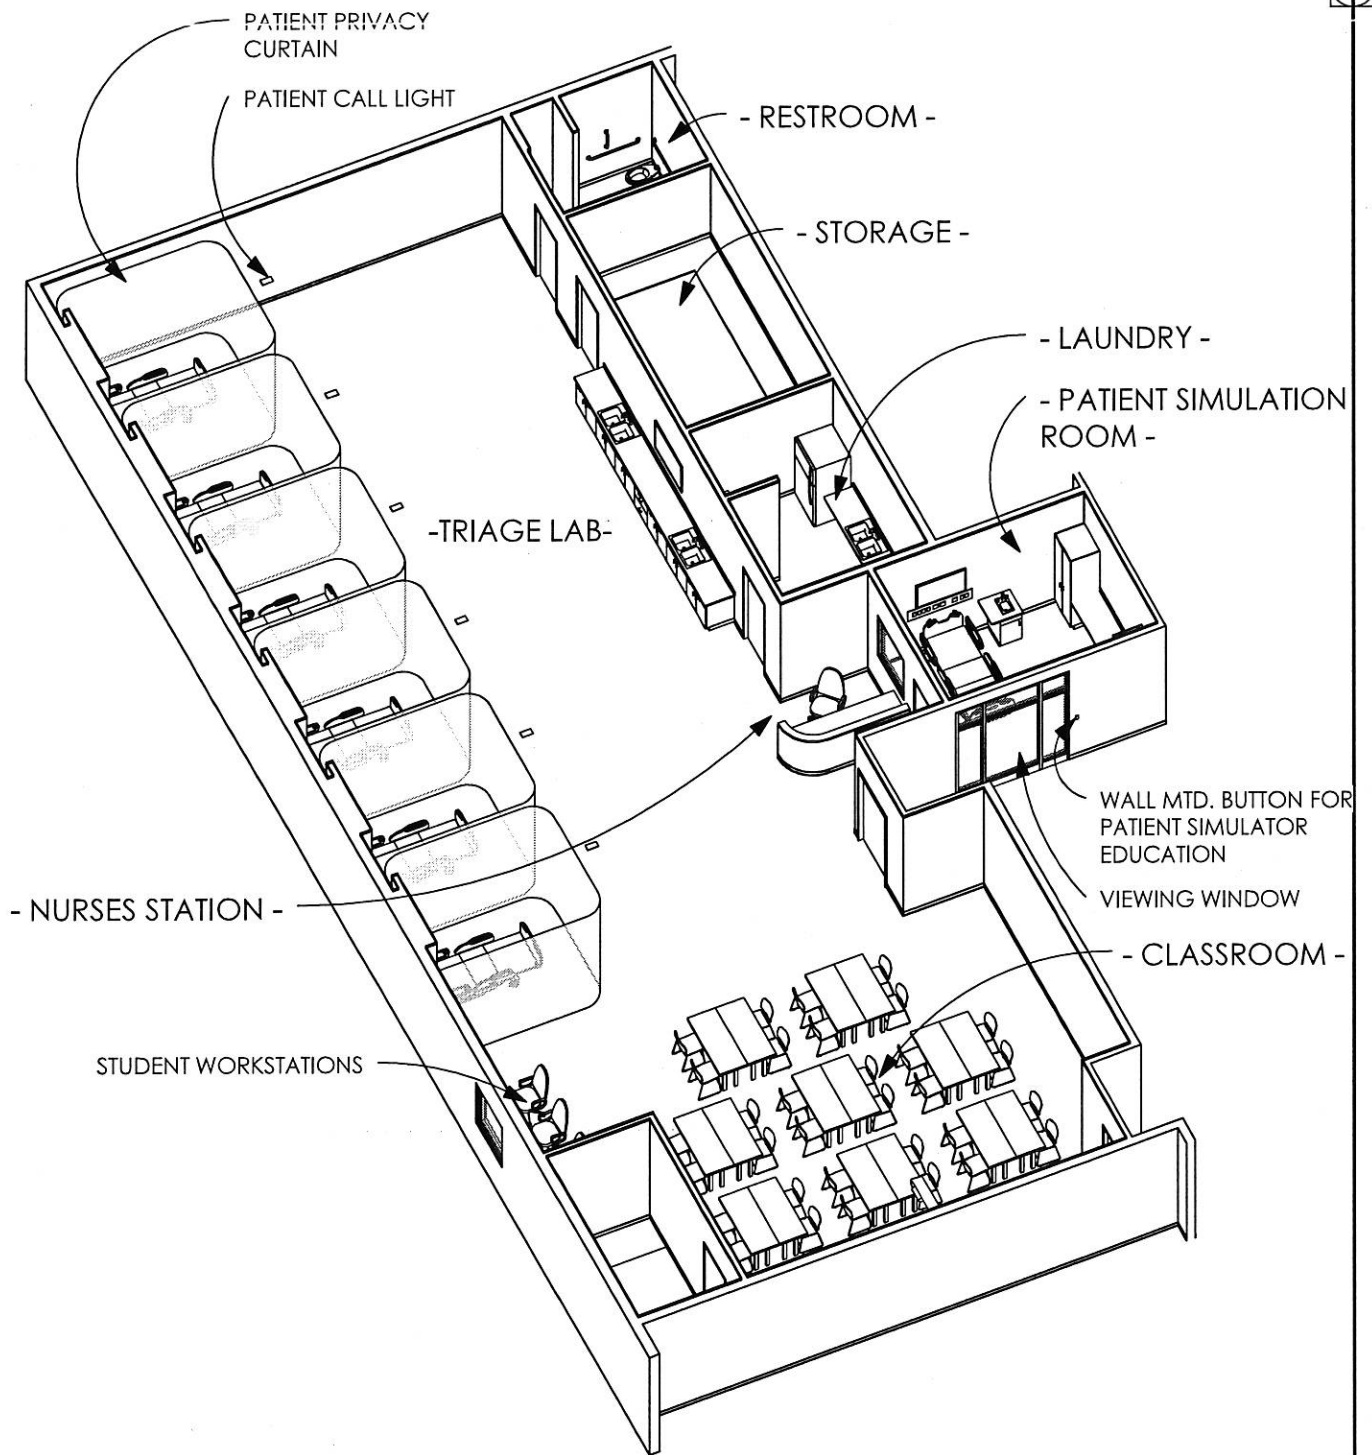 PATIENT PRIVACY
CURTAIN
PATIENT CALL LIGHT
- RESTROOM -
- STORAGE -
- LAUNDRY -
- PATIENT SIMULATION
ROOM -
-TRIAGE LAB-
WALL MTD. BUTTON FOR
PATIENT SIMULATOR
EDUCATION
VIEWING WINDOW
- NURSES STATION -
- CLASSROOM -
STUDENT WORKSTATIONS